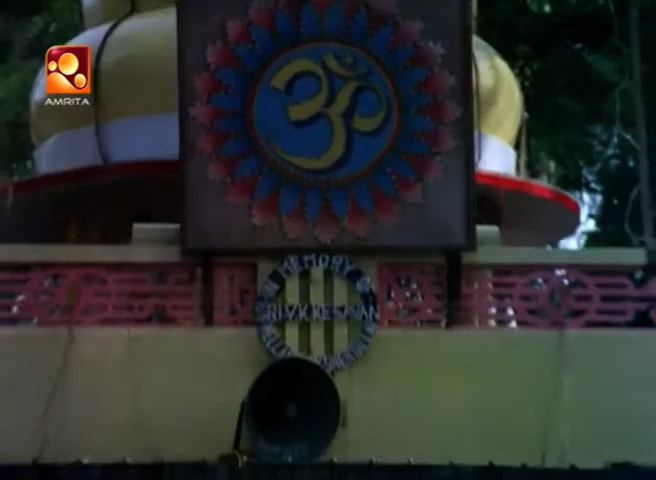 AMRITA
ॐ
IN MEMORY OF
SRI V.K. KESAVAN